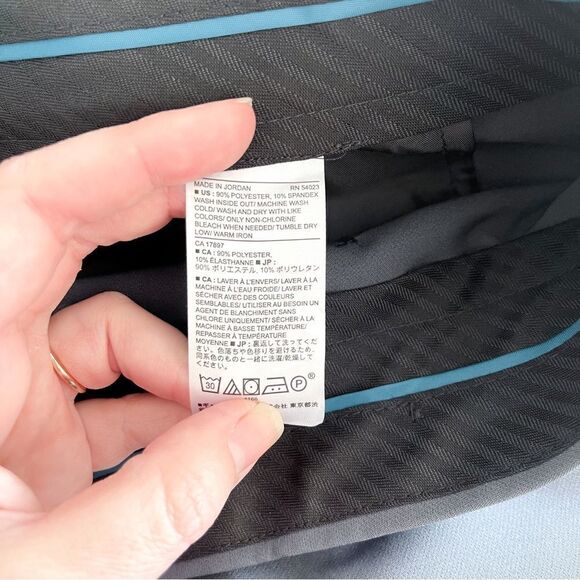 MADE IN JORDAN RN 54023
■ US : 90% POLYESTER, 10% SPANDEX
WASH INSIDE OUT/ MACHINE WASH
COLD/ WASH AND DRY WITH LIKE
COLORS/ ONLY NON-CHLORINE
BLEACH WHEN NEEDED/ TUMBLE DRY
LOW/ WARM IRON
CA 17897
■ CA : 90% POLYESTER,
10% ÉLASTHANNE ■ JP :
90% ポリエステル, 10% ポリウレタン
■ CA : LAVER À L'ENVERS/ LAVER À LA
MACHINE À L'EAU FROIDE/ LAVER ET
SÉCHER AVEC DES COULEURS
SEMBLABLES/ UTILISER AU BESOIN UN
AGENT DE BLANCHIMENT SANS
CHLORE UNIQUEMENT/ SÉCHER À LA
MACHINE À BASSE TEMPÉRATURE/
REPASSER À TEMPÉRATURE
MOYENNE ■ JP : 裏返して洗ってください。
色落ちや色移りを避けるため、
同系色のものと一緒に洗濯/乾燥して
ください。
30 P
東京都渋